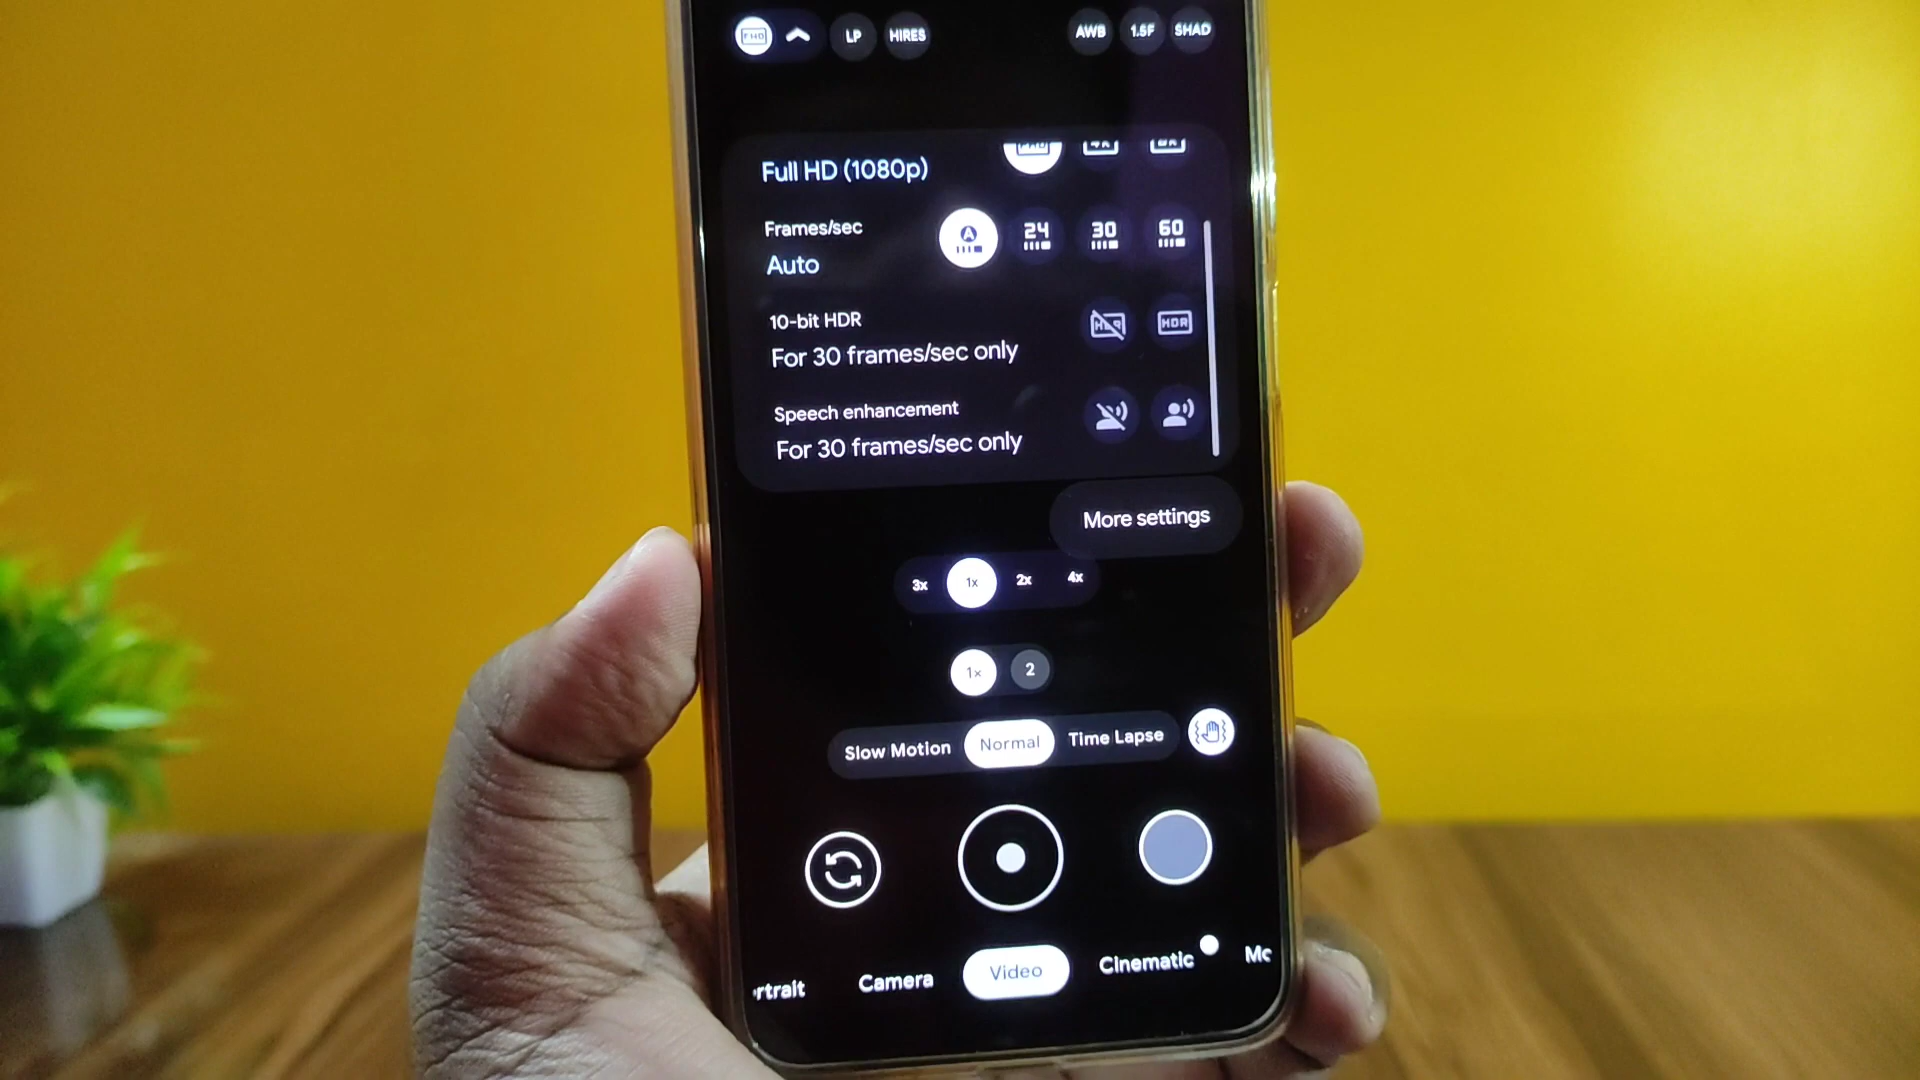 FHD LP HIRES AWB 1.5F SHAD
Full HD (1080p)
Frames/sec A 24 30 60
Auto
10-bit HDR HDR HDR
For 30 frames/sec only
Speech enhancement
For 30 frames/sec only
More settings
3x 1x 2x 4x
1x 2
Slow Motion Normal Time Lapse
rtrait Camera Video Cinematic Mc